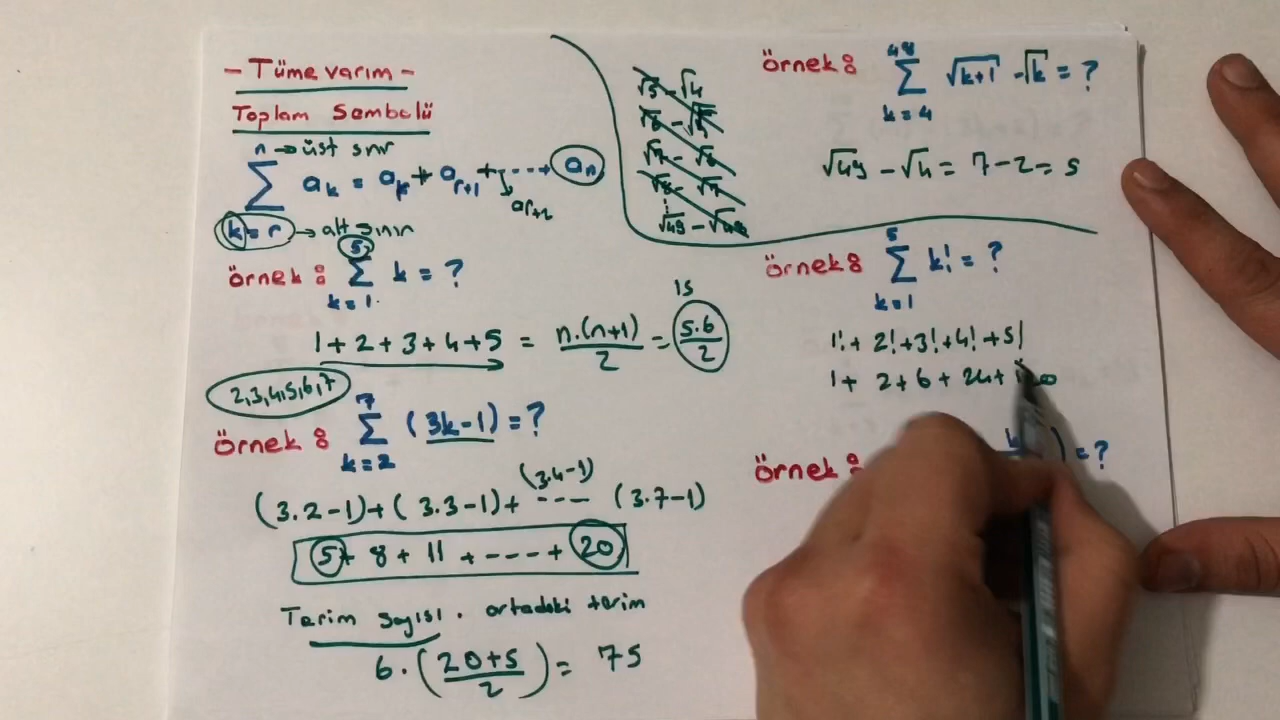 - Tümevarım -
Toplam Sembolü
n → üst sınır
∑ aₖ = aᵣ + aᵣ₊₁ + ---- + aₙ
aᵣ₊₂
k = r → alt sınır
5
Örnek : ∑ k = ?
k=1
15
1 + 2 + 3 + 4 + 5 = n.(n+1)/2 = 5.6/2
2,3,4,5,6,7
7
Örnek : ∑ (3k-1) = ?
k=2
(3.4-1)
(3.2-1) + (3.3-1) + ---- (3.7-1)
5 + 8 + 11 + ---- + 20
Terim Sayısı . ortadaki terim
6 . (20+5/2) = 75
48
Örnek : ∑ √k+1 - √k = ?
k=4
√5 - √4
√6 - √5
√7 - √6
√8 - √7
√49 - √48
√49 - √4 = 7 - 2 = 5
5
Örnek : ∑ k! = ?
k=1
1! + 2! + 3! + 4! + 5!
1 + 2 + 6 + 24 + 120
Örnek : k ) = ?